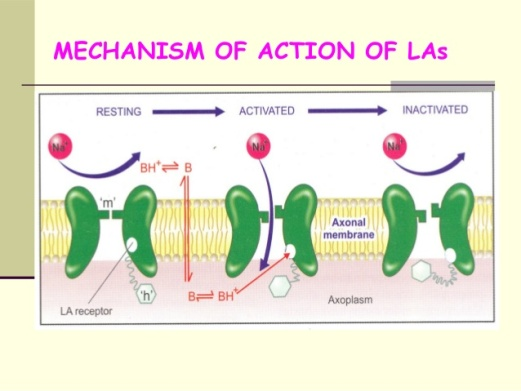 MECHANISM OF ACTION OF LAs
RESTING
ACTIVATED
INACTIVATED
Na⁺
Na⁺
Na⁺
BH⁺ ⇌ B
'm'
Axonal
membrane
'h'
B ⇌ BH⁺
Axoplasm
LA receptor